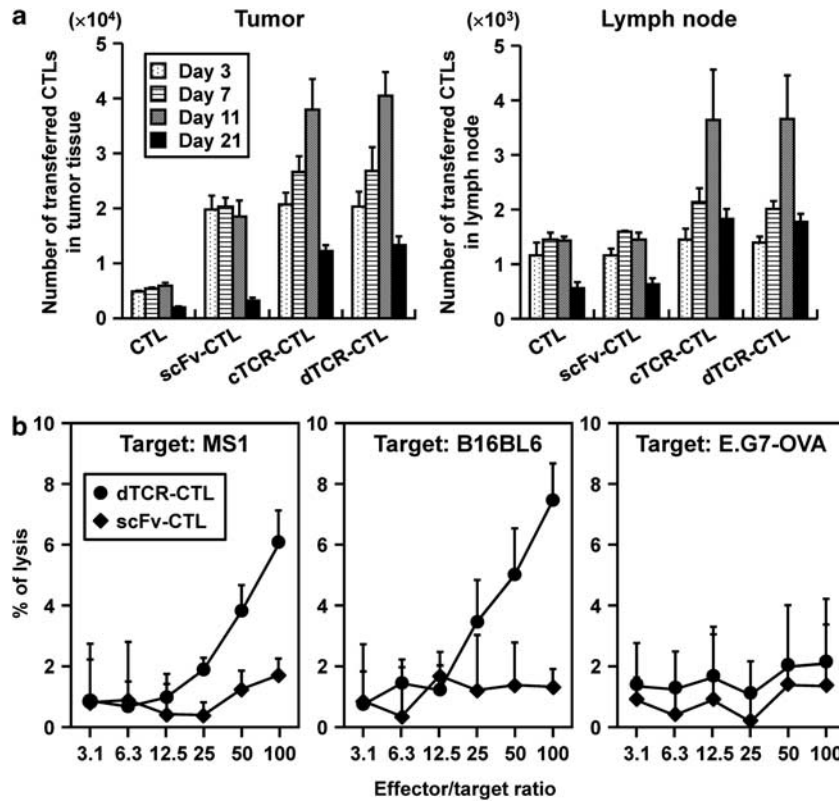 a
(×10⁴)
Tumor
Number of transferred CTLs
in tumor tissue
5
4
3
2
1
0
Day 3
Day 7
Day 11
Day 21
CTL
scFv-CTL
cTCR-CTL
dTCR-CTL
(×10³)
Lymph node
Number of transferred CTLs
in lymph node
5
4
3
2
1
0
CTL
scFv-CTL
cTCR-CTL
dTCR-CTL
b
% of lysis
10
8
6
4
2
0
Target: MS1
dTCR-CTL
scFv-CTL
3.1 6.3 12.5 25 50 100
10
8
6
4
2
0
Target: B16BL6
3.1 6.3 12.5 25 50 100
10
8
6
4
2
0
Target: E.G7-OVA
3.1 6.3 12.5 25 50 100
Effector/target ratio